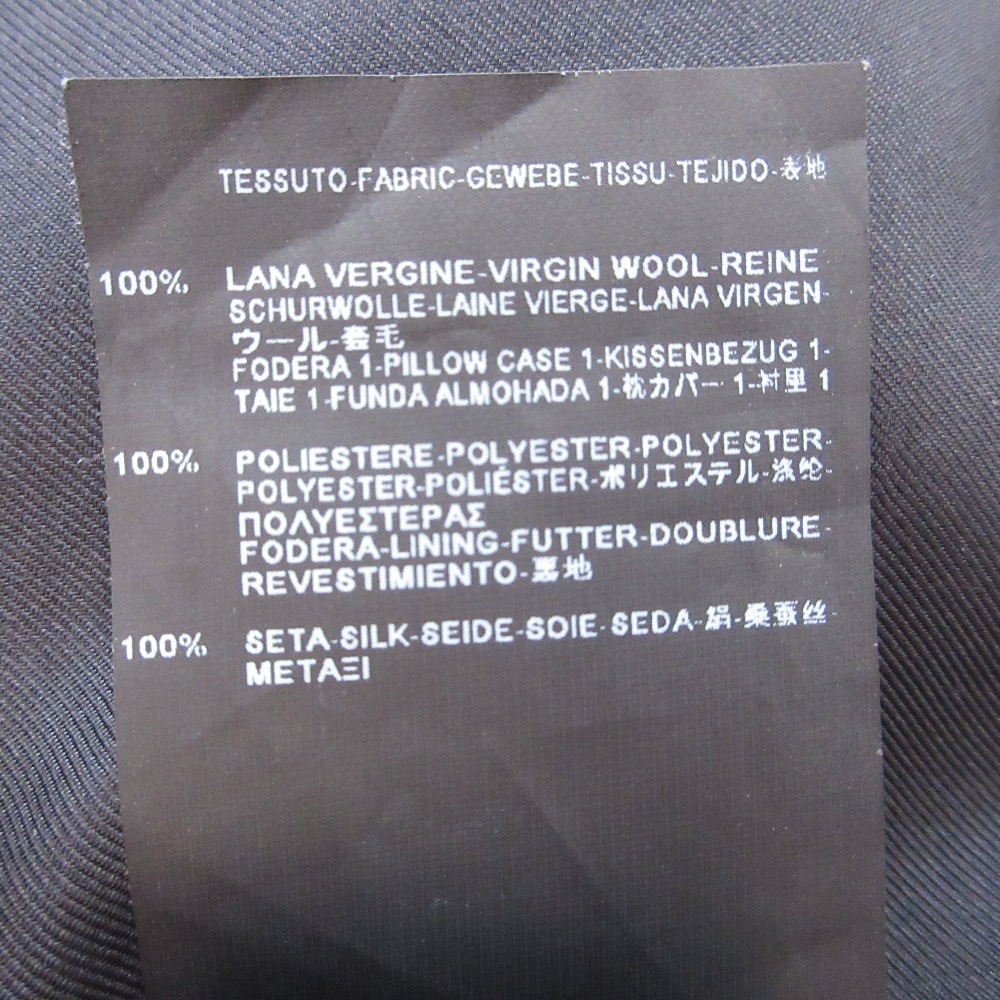 TESSUTO-FABRIC-GEWEBE-TISSU-TEJIDO-表地
100% LANA VERGINE-VIRGIN WOOL-REINE
SCHURWOLLE-LAINE VIERGE-LANA VIRGEN-
ウール-套毛
FODERA 1-PILLOW CASE 1-KISSENBEZUG 1-
TAIE 1-FUNDA ALMOHADA 1-枕カバー 1-衬里 1
100% POLIESTERE-POLYESTER-POLYESTER-
POLYESTER-POLIÉSTER-ポリエステル-涤纶-
ΠΟΛΥΕΣΤΕΡΑΣ
FODERA-LINING-FUTTER-DOUBLURE-
REVESTIMIENTO-裏地
100% SETA-SILK-SEIDE-SOIE-SEDA-絹-桑蚕丝
ΜΕΤΑΞΙ